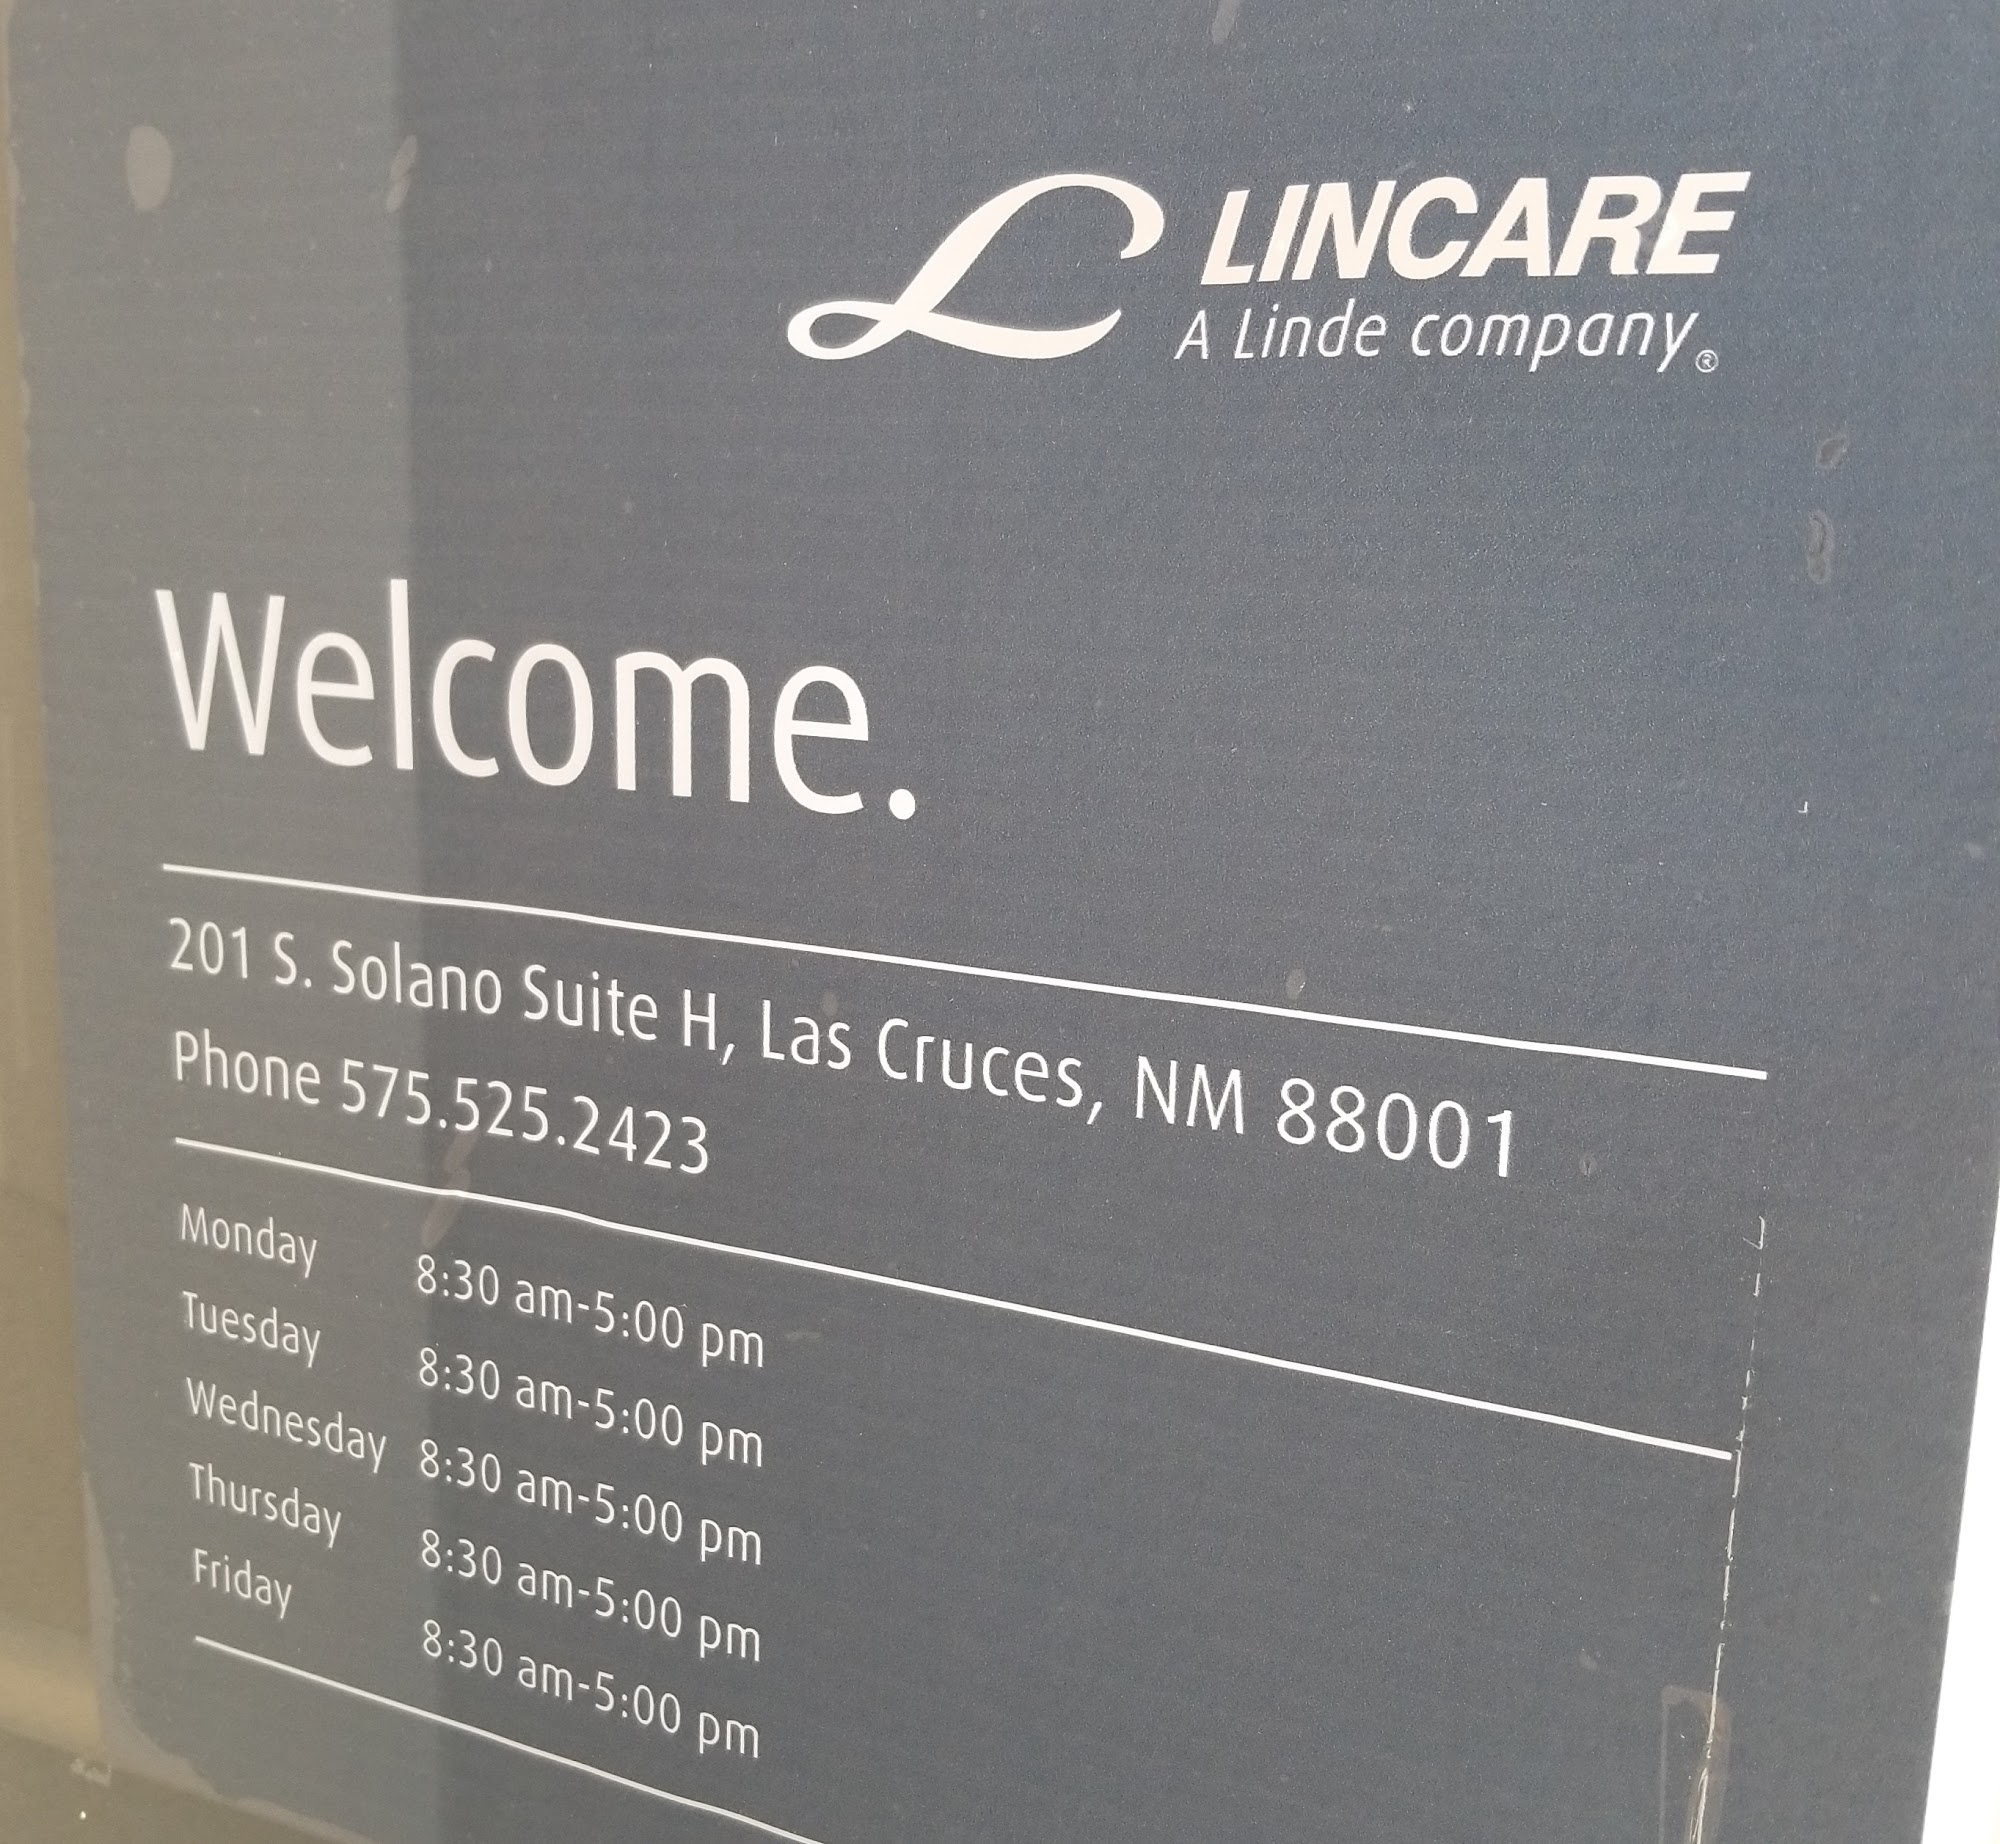 LINCARE
A Linde company®
Welcome.
201 S. Solano Suite H, Las Cruces, NM 88001
Phone 575.525.2423
Monday 8:30 am-5:00 pm
Tuesday 8:30 am-5:00 pm
Wednesday 8:30 am-5:00 pm
Thursday 8:30 am-5:00 pm
Friday 8:30 am-5:00 pm